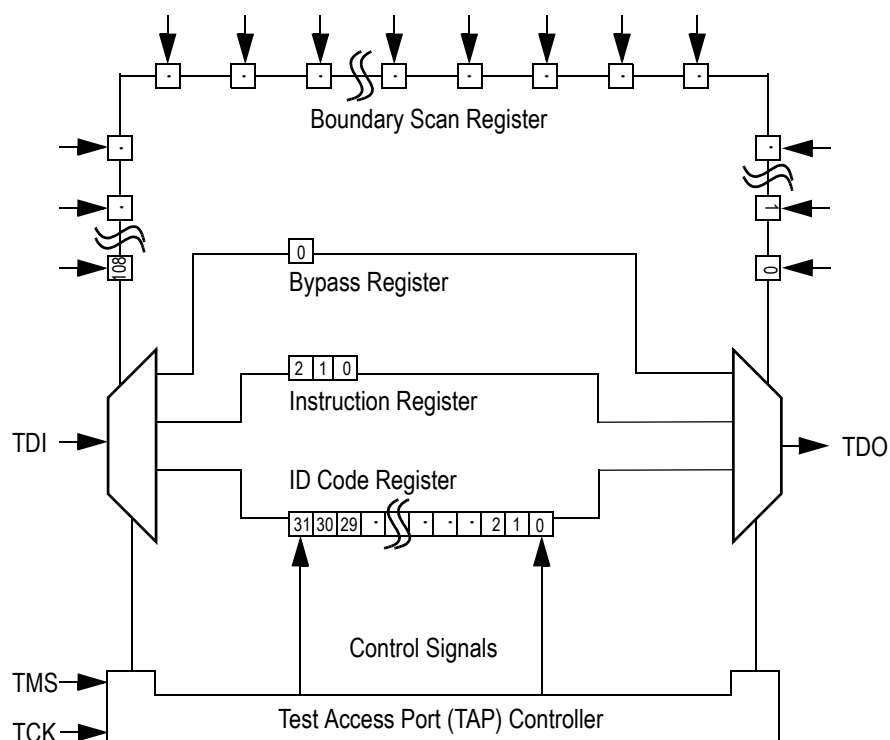 · · · · · · · ·
Boundary Scan Register
· ·
· 1
108 0
0
Bypass Register
2 1 0
Instruction Register
TDI TDO
ID Code Register
31 30 29 · · · · 2 1 0
Control Signals
TMS
Test Access Port (TAP) Controller
TCK